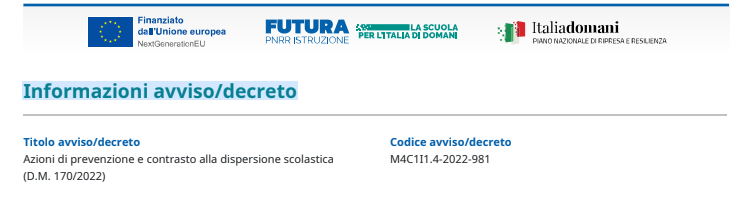 Finanziato
dall'Unione europea
NextGenerationEU
FUTURA
PNRR ISTRUZIONE
LA SCUOLA
PER L'ITALIA DI DOMANI
Italiadomani
PIANO NAZIONALE DI RIPRESA E RESILIENZA
Informazioni avviso/decreto
Titolo avviso/decreto
Codice avviso/decreto
Azioni di prevenzione e contrasto alla dispersione scolastica
M4C1I1.4-2022-981
(D.M. 170/2022)